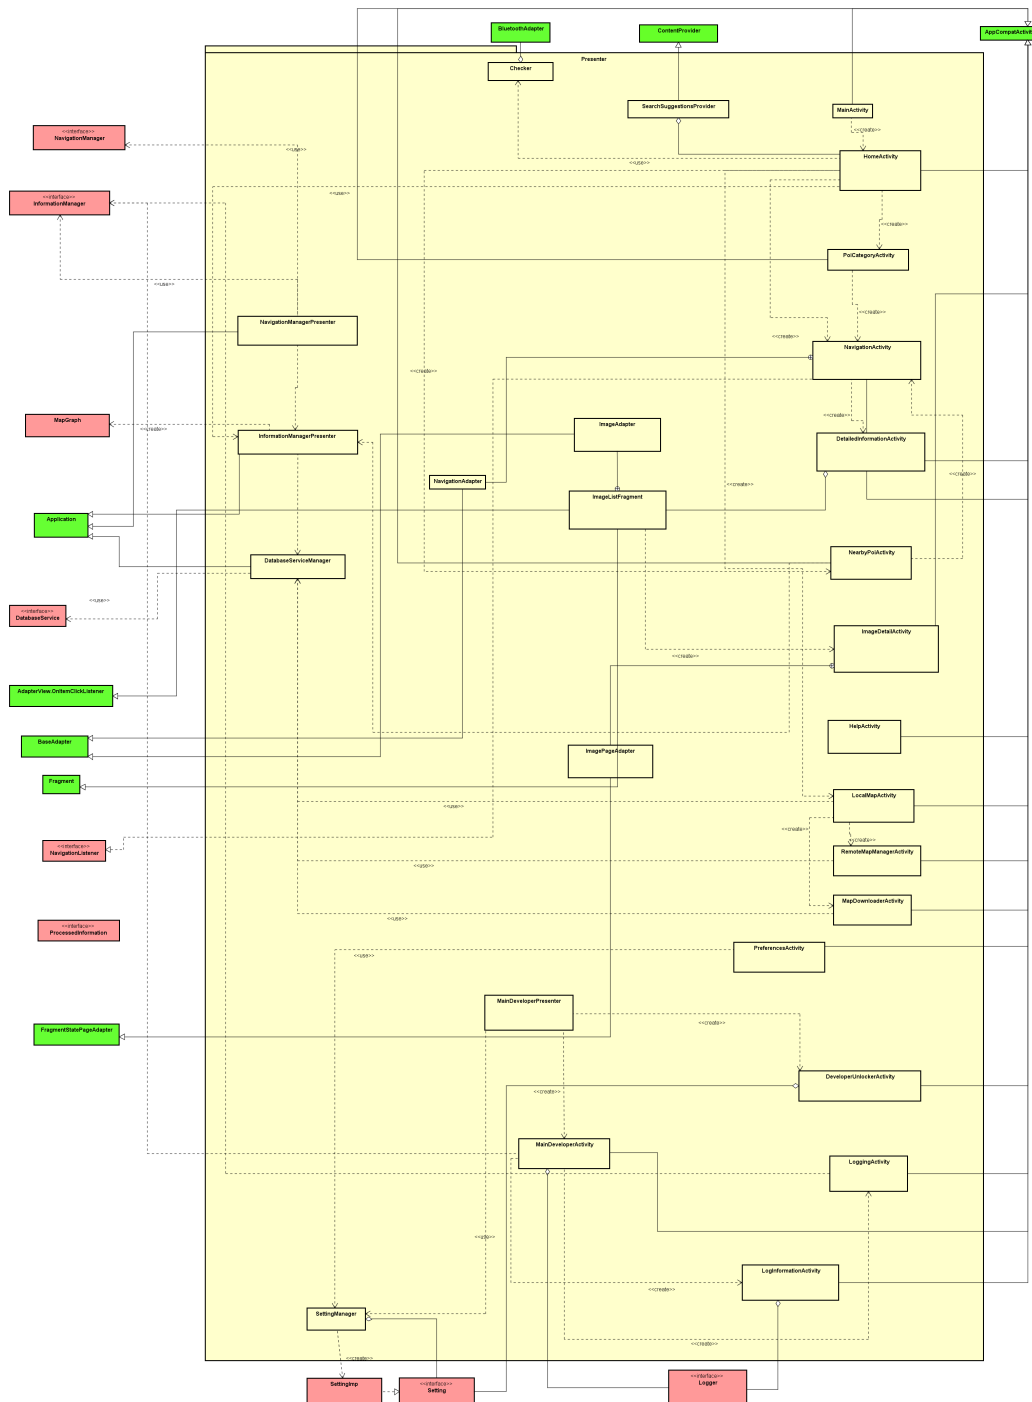 BluetoothAdapter
ContentProvider
AppCompatActivit
Presenter
Checker
SearchSuggestionsProvider
MainActivity
<<create>>
<<interface>>
NavigationManager
<<use>>
HomeActivity
<<use>>
<<use>>
<<interface>>
InformationManager
<<create>>
PoiCategoryActivity
<<use>>
<<create>>
NavigationManagerPresenter
<<create>>
NavigationActivity
<<create>>
MapGraph
<<create>>
InformationManagerPresenter
ImageAdapter
<<create>>
DetailedInformationActivity
<<create>>
NavigationAdapter
<<create>>
ImageListFragment
Application
DatabaseServiceManager
NearbyPoiActivity
<<use>>
<<interface>>
DatabaseService
ImageDetailActivity
<<create>>
AdapterView.OnItemClickListener
HelpActivity
BaseAdapter
ImagePageAdapter
Fragment
LocalMapActivity
<<use>>
<<create>>
<<create>>
<<interface>>
NavigationListener
RemoteMapManagerActivity
<<use>>
MapDownloaderActivity
<<use>>
<<interface>>
ProcessedInformation
PreferencesActivity
<<use>>
MainDeveloperPresenter
<<create>>
FragmentStatePageAdapter
DeveloperUnlockerActivity
<<create>>
MainDeveloperActivity
LoggingActivity
LogInformationActivity
<<create>>
SettingManager
<<create>>
<<create>>
SettingImp
<<interface>>
Setting
<<interface>>
Logger